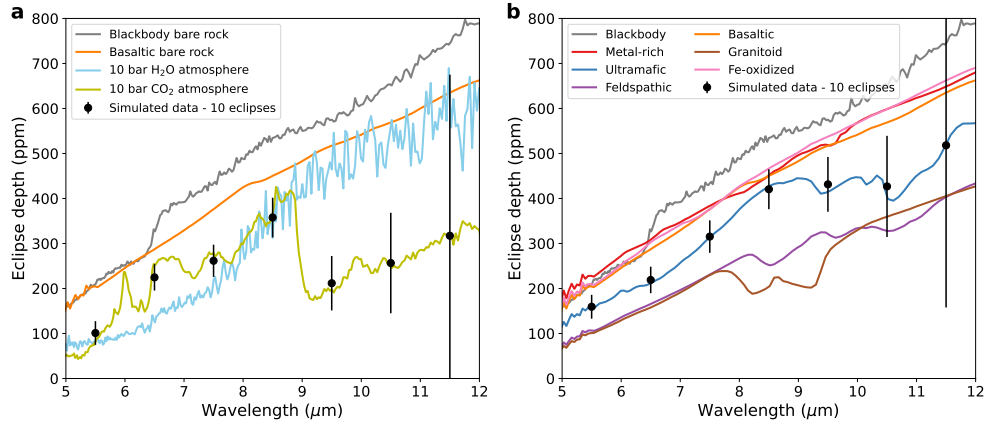 a
800
700
600
500
400
300
200
100
0
Eclipse depth (ppm)
Blackbody bare rock
Basaltic bare rock
10 bar H₂O atmosphere
10 bar CO₂ atmosphere
Simulated data - 10 eclipses
5 6 7 8 9 10 11 12
Wavelength (μm)
b
800
700
600
500
400
300
200
100
0
Eclipse depth (ppm)
Blackbody
Metal-rich
Ultramafic
Feldspathic
Basaltic
Granitoid
Fe-oxidized
Simulated data - 10 eclipses
5 6 7 8 9 10 11 12
Wavelength (μm)